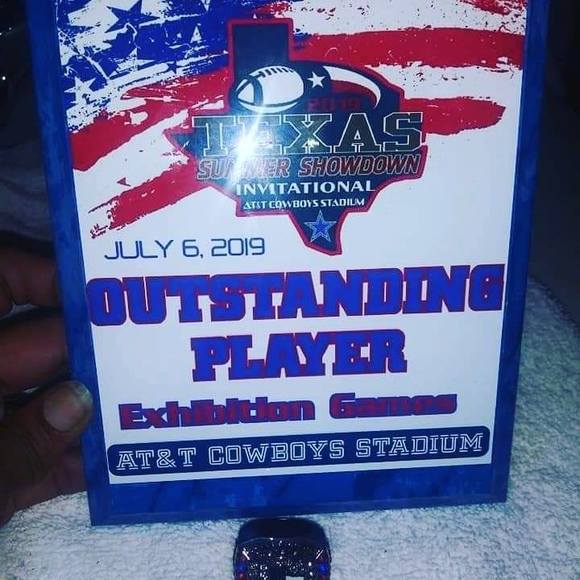 2019
TEXAS
SUMMER SHOWDOWN
INVITATIONAL
AT&T COWBOYS STADIUM
JULY 6, 2019
OUTSTANDING
PLAYER
Exhibition Games
AT&T COWBOYS STADIUM